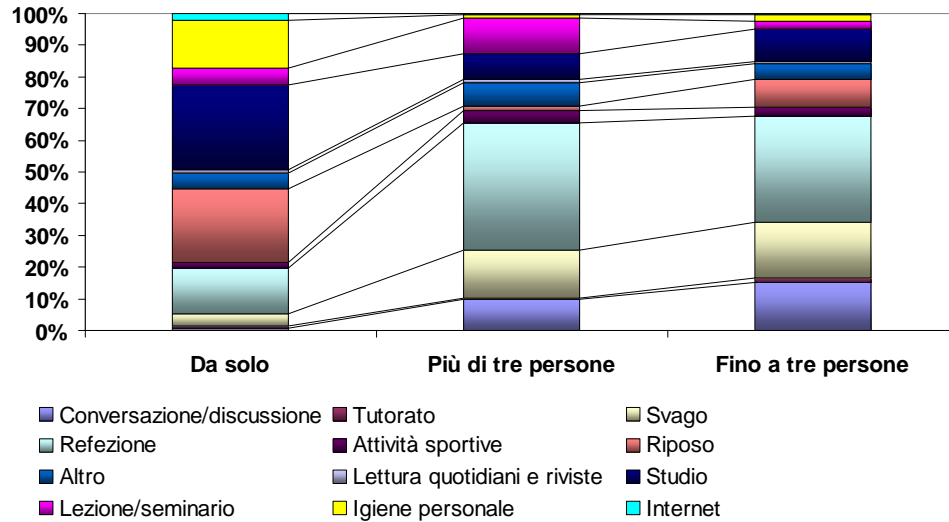 100%
90%
80%
70%
60%
50%
40%
30%
20%
10%
0%
Da solo Più di tre persone Fino a tre persone
Conversazione/discussione Tutorato Svago
Refezione Attività sportive Riposo
Altro Lettura quotidiani e riviste Studio
Lezione/seminario Igiene personale Internet